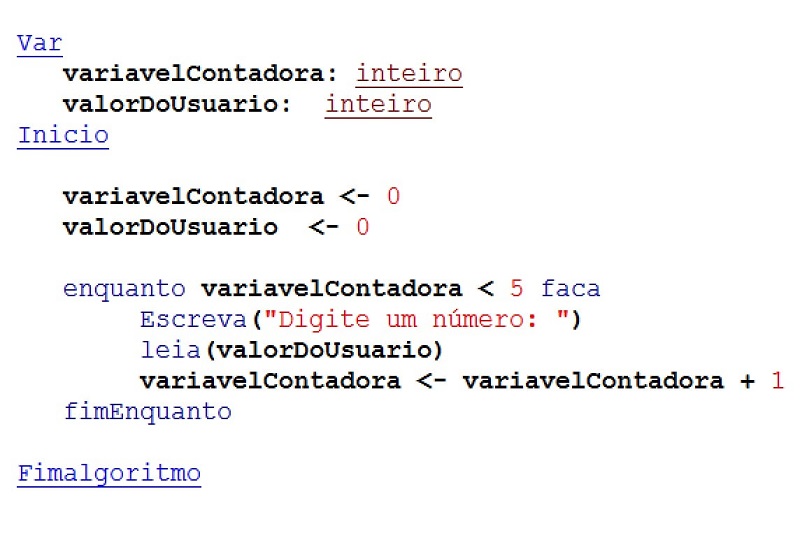 Var
variavelContadora: inteiro
valorDoUsuario: inteiro
Inicio
variavelContadora <- 0
valorDoUsuario <- 0
enquanto variavelContadora < 5 faca
Escreva("Digite um número: ")
leia(valorDoUsuario)
variavelContadora <- variavelContadora + 1
fimEnquanto
Fimalgoritmo